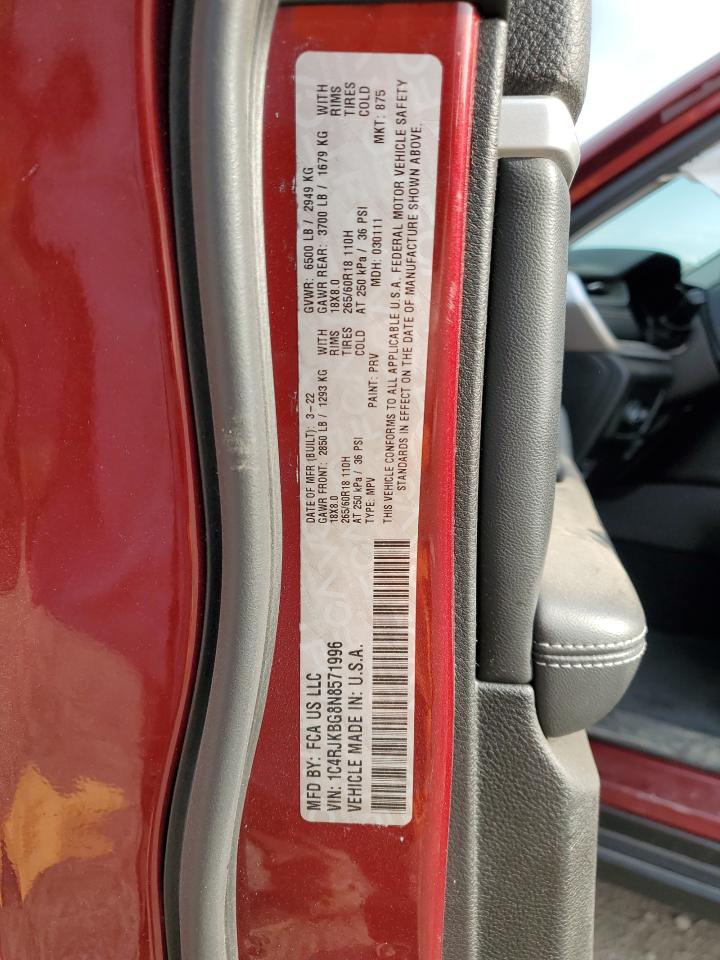 MFD BY: FCA US LLC
VIN: 1C4RJKBG8N8571996
VEHICLE MADE IN: U.S.A.
DATE OF MFR (BUILT): 3-22
GAWR FRONT: 2850 LB / 1293 KG WITH
18X8.0 RIMS
265/60R18 110H TIRES
AT 250 kPa / 36 PSI COLD
TYPE: MPV PAINT: PRV
GVWR: 6500 LB / 2949 KG
GAWR REAR: 3700 LB / 1679 KG WITH
18X8.0 RIMS
265/60R18 110H TIRES
AT 250 kPa / 36 PSI COLD
MDH: 030111 MKT: 875
THIS VEHICLE CONFORMS TO ALL APPLICABLE U.S.A. FEDERAL MOTOR VEHICLE SAFETY
STANDARDS IN EFFECT ON THE DATE OF MANUFACTURE SHOWN ABOVE.